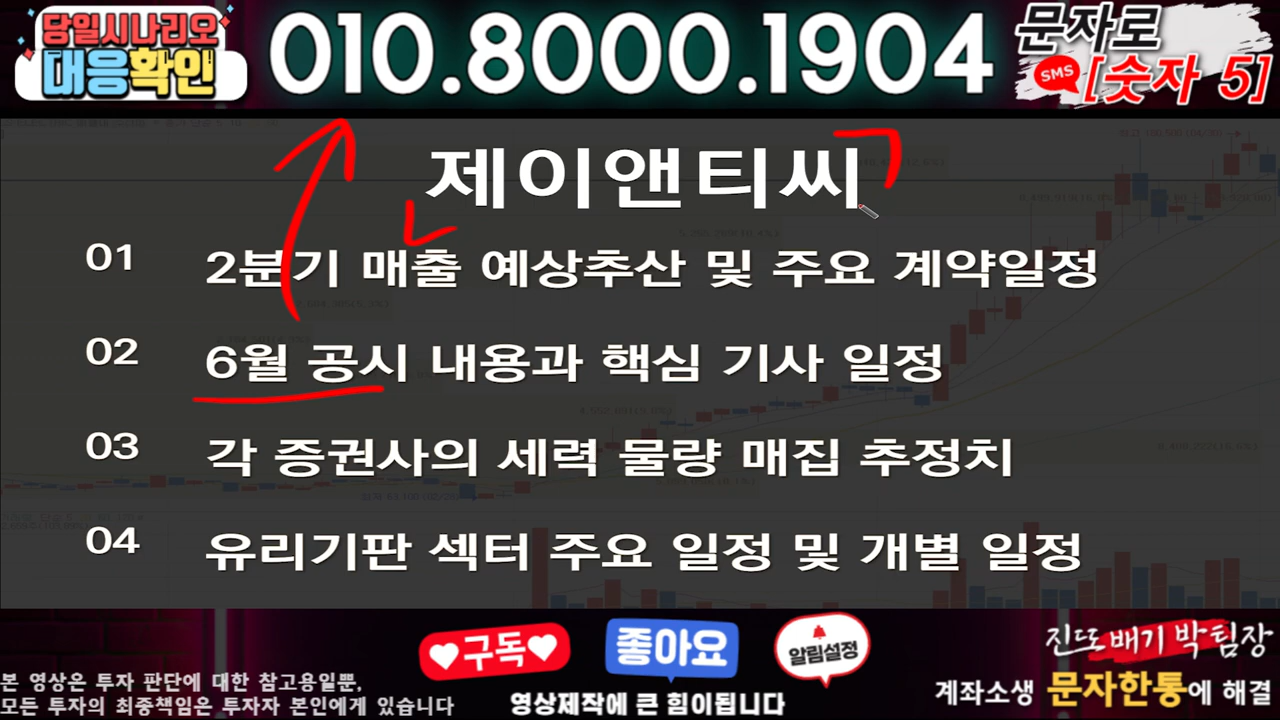 당일시나리오
대응확인
010.8000.1904
문자로
SMS
[숫자 5]
제이앤티씨
01
2분기 매출 예상추산 및 주요 계약일정
02
6월 공시 내용과 핵심 기사 일정
03
각 증권사의 세력 물량 매집 추정치
04
유리기판 섹터 주요 일정 및 개별 일정
구독
좋아요
알림설정
진또배기 박팀장
본 영상은 투자 판단에 대한 참고용일뿐,
모든 투자의 최종책임은 투자자 본인에게 있습니다
영상제작에 큰 힘이됩니다
계좌소생 문자한통에 해결